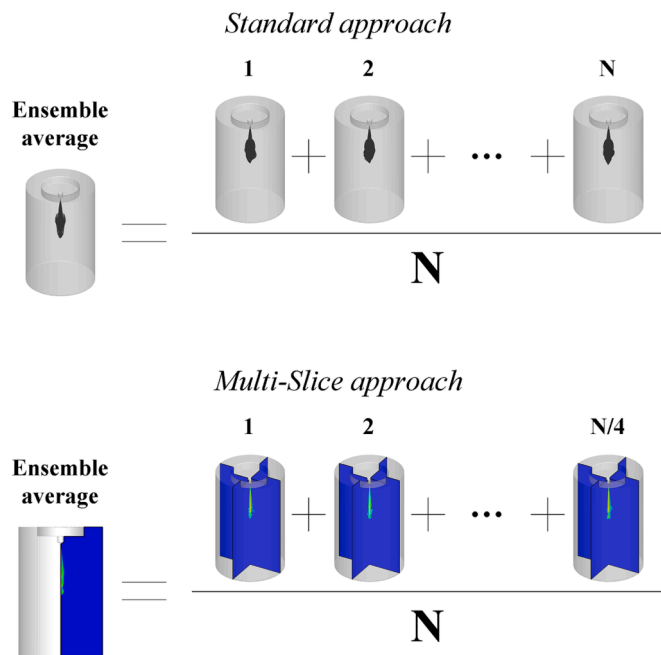 Standard approach
1 2 N
Ensemble
average
+ + ... +
=
N
Multi-Slice approach
1 2 N/4
Ensemble
average
+ + ... +
=
N